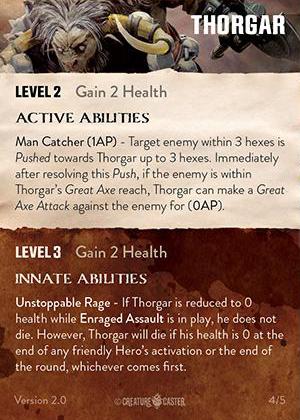 THORGAR
LEVEL 2 Gain 2 Health
ACTIVE ABILITIES
Man Catcher (1AP) - Target enemy within 3 hexes is
Pushed towards Thorgar up to 3 hexes. Immediately
after resolving this Push, if the enemy is within
Thorgar's Great Axe reach, Thorgar can make a Great
Axe Attack against the enemy for (0AP).
LEVEL 3 Gain 2 Health
INNATE ABILITIES
Unstoppable Rage - If Thorgar is reduced to 0
health while Enraged Assault is in play, he does not
die. However, Thorgar will die if his health is 0 at the
end of any friendly Hero's activation or the end of
the round, whichever comes first.
Version 2.0 © CREATURE CASTER 4/5